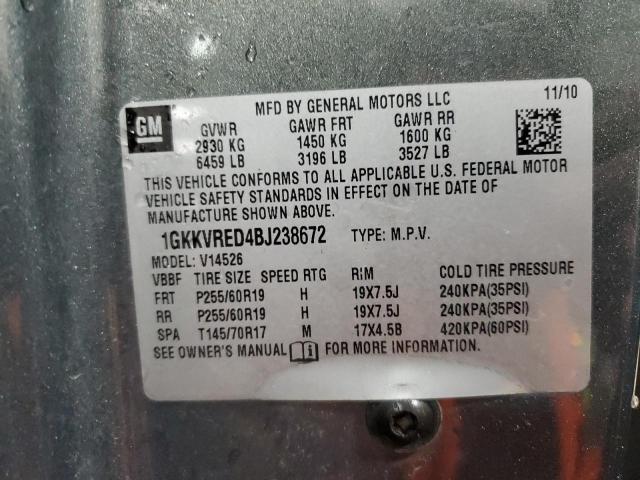 MFD BY GENERAL MOTORS LLC 11/10
GM GVWR GAWR FRT GAWR RR
2930 KG 1450 KG 1600 KG
6459 LB 3196 LB 3527 LB
THIS VEHICLE CONFORMS TO ALL APPLICABLE U.S. FEDERAL MOTOR
VEHICLE SAFETY STANDARDS IN EFFECT ON THE DATE OF
MANUFACTURE SHOWN ABOVE.
1GKKVRED4BJ238672 TYPE: M.P.V.
MODEL: V14526
VBBF TIRE SIZE SPEED RTG RIM COLD TIRE PRESSURE
FRT P255/60R19 H 19X7.5J 240KPA(35PSI)
RR P255/60R19 H 19X7.5J 240KPA(35PSI)
SPA T145/70R17 M 17X4.5B 420KPA(60PSI)
SEE OWNER'S MANUAL i FOR MORE INFORMATION.